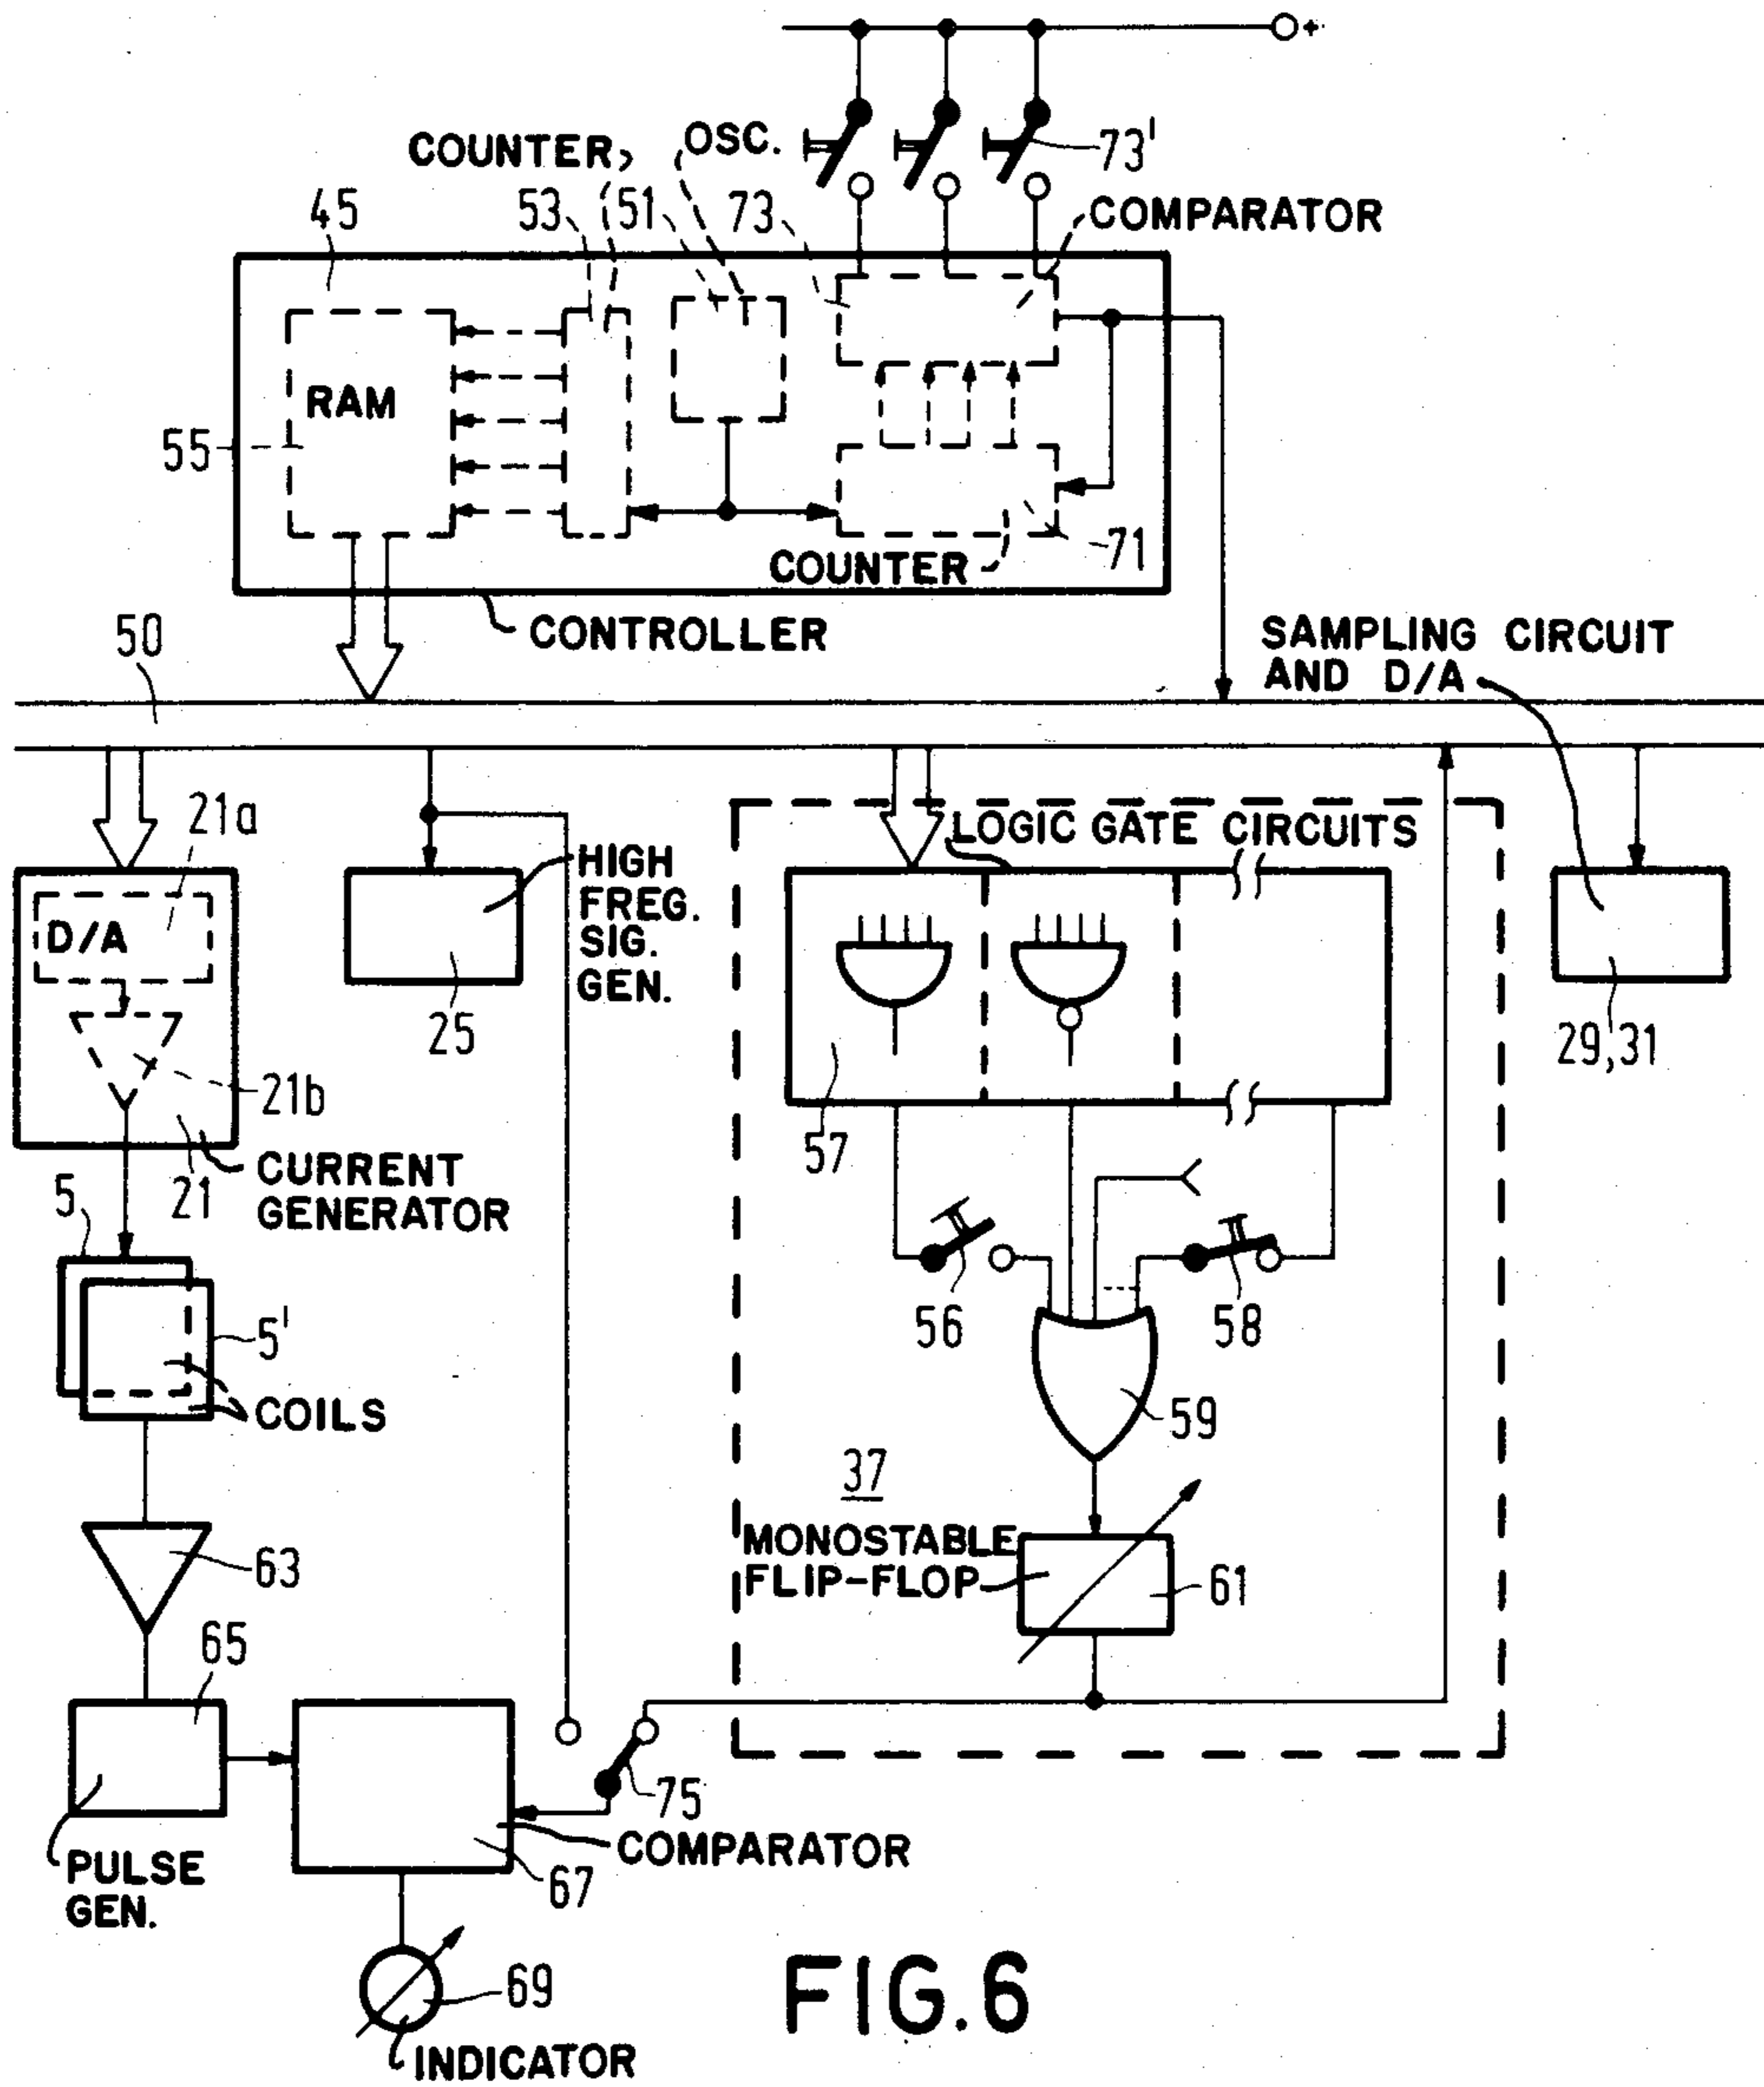 +
OSC.
COUNTER,
73'
45
53
51
73
COMPARATOR
RAM
55
71
COUNTER
CONTROLLER
50
SAMPLING CIRCUIT
AND D/A
21a
LOGIC GATE CIRCUITS
HIGH
FREG.
SIG.
GEN.
D/A
25
29,31
21b
57
CURRENT
GENERATOR
21
5
56
58
5'
COILS
59
37
MONOSTABLE
FLIP-FLOP
61
63
65
75
COMPARATOR
67
PULSE
GEN.
69
INDICATOR
FIG.6